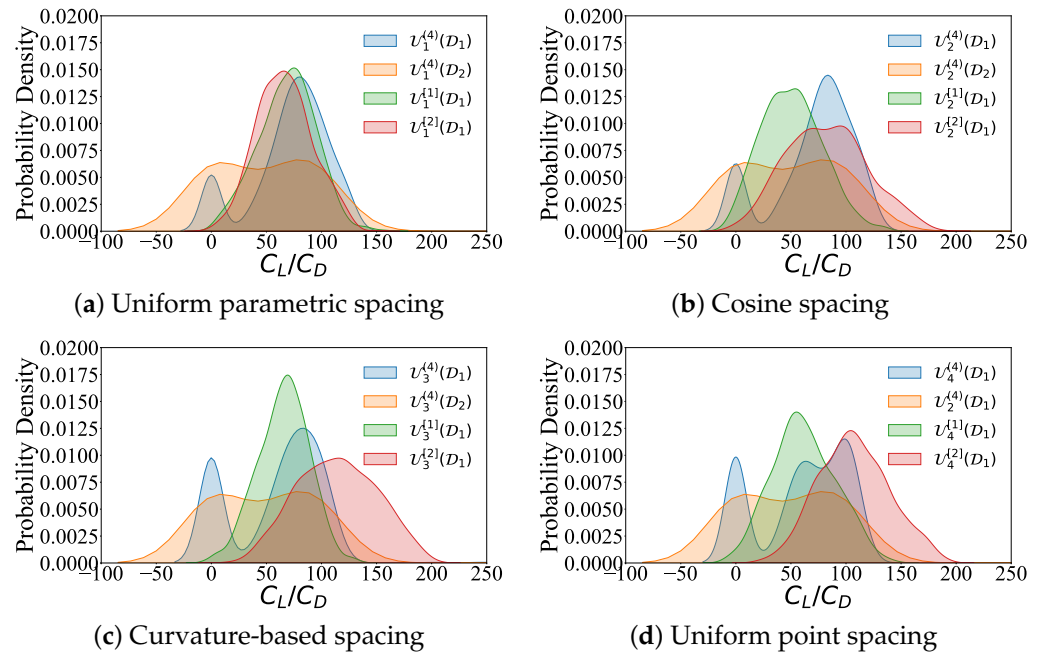 0.0200
0.0175
0.0150
0.0125
0.0100
0.0075
0.0050
0.0025
0.0000
Probability Density
−100 −50 0 50 100 150 200 250
C_L/C_D
𝒰_1^{(4)}(𝒟_1)
𝒰_1^{(4)}(𝒟_2)
𝒰_1^{[1]}(𝒟_1)
𝒰_1^{[2]}(𝒟_1)
(a) Uniform parametric spacing
0.0200
0.0175
0.0150
0.0125
0.0100
0.0075
0.0050
0.0025
0.0000
Probability Density
−100 −50 0 50 100 150 200 250
C_L/C_D
𝒰_2^{(4)}(𝒟_1)
𝒰_2^{(4)}(𝒟_2)
𝒰_2^{[1]}(𝒟_1)
𝒰_2^{[2]}(𝒟_1)
(b) Cosine spacing
0.0200
0.0175
0.0150
0.0125
0.0100
0.0075
0.0050
0.0025
0.0000
Probability Density
−100 −50 0 50 100 150 200 250
C_L/C_D
𝒰_3^{(4)}(𝒟_1)
𝒰_3^{(4)}(𝒟_2)
𝒰_3^{[1]}(𝒟_1)
𝒰_3^{[2]}(𝒟_1)
(c) Curvature-based spacing
0.0200
0.0175
0.0150
0.0125
0.0100
0.0075
0.0050
0.0025
0.0000
Probability Density
−100 −50 0 50 100 150 200 250
C_L/C_D
𝒰_4^{(4)}(𝒟_1)
𝒰_2^{(4)}(𝒟_1)
𝒰_4^{[1]}(𝒟_1)
𝒰_4^{[2]}(𝒟_1)
(d) Uniform point spacing